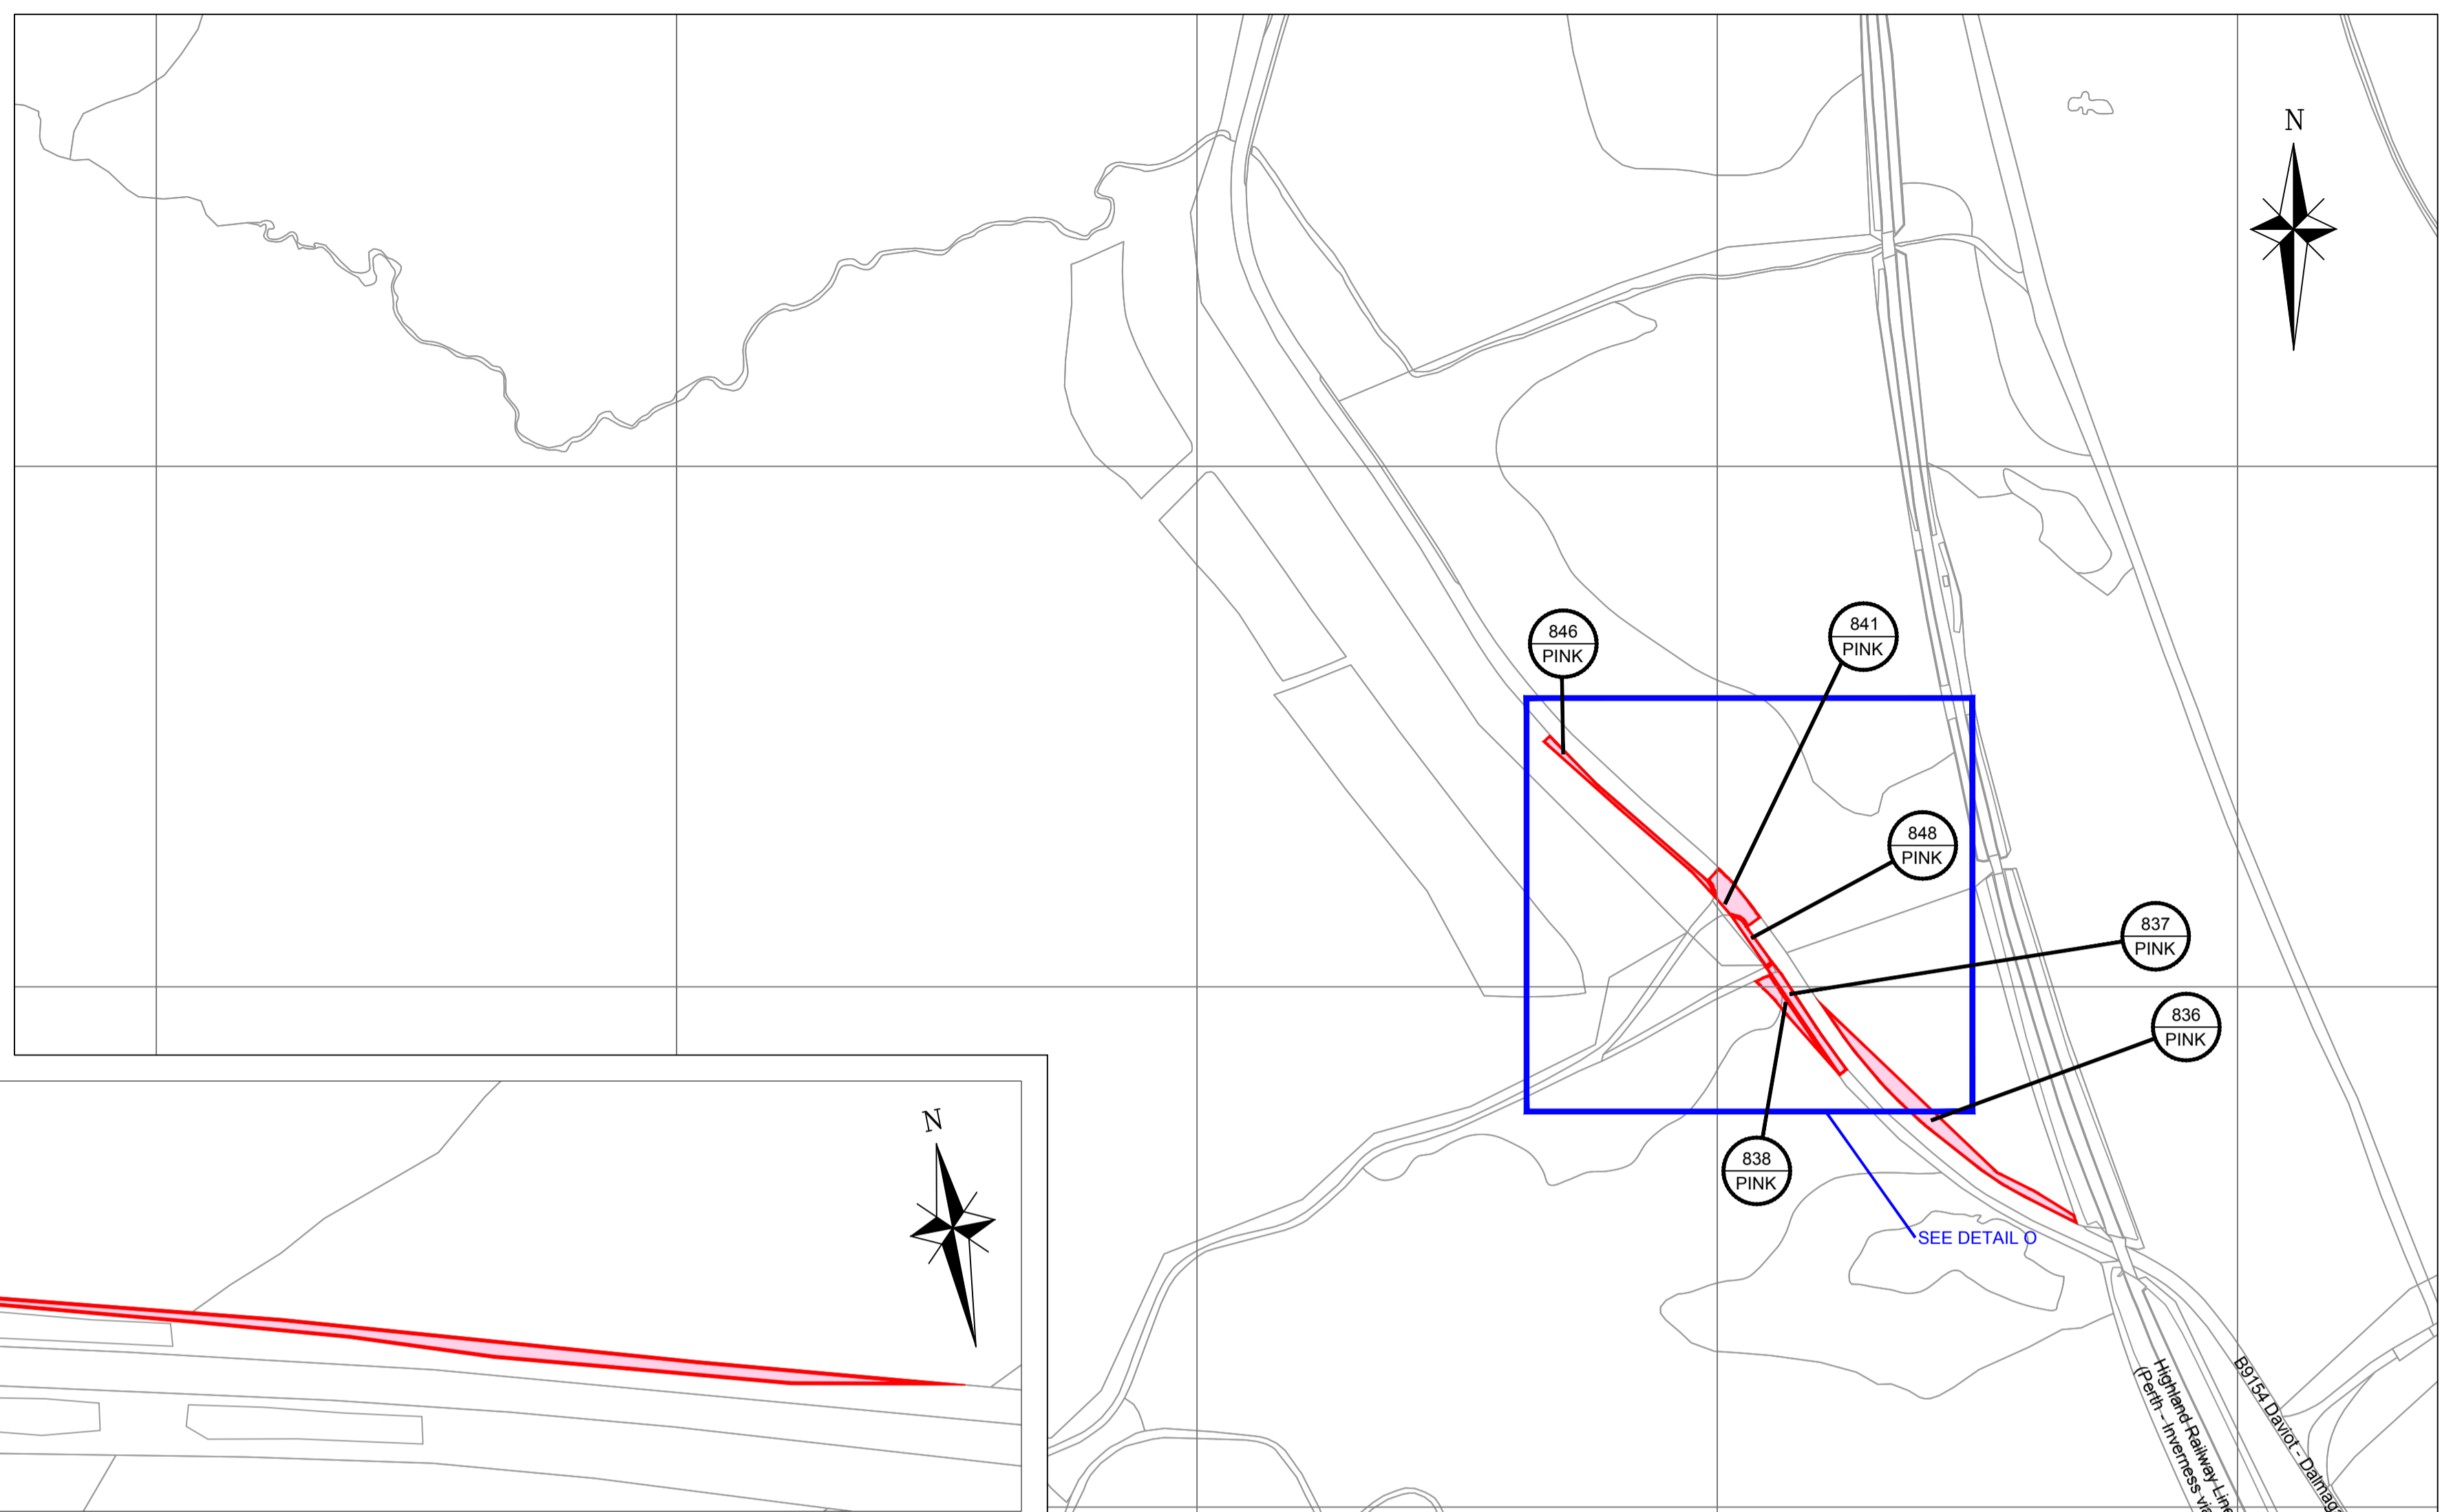 N
846
PINK
841
PINK
848
PINK
837
PINK
836
PINK
838
PINK
SEE DETAIL O
N
Highland Railway Line
(Perth - Inverness via
B9154 Daviot -